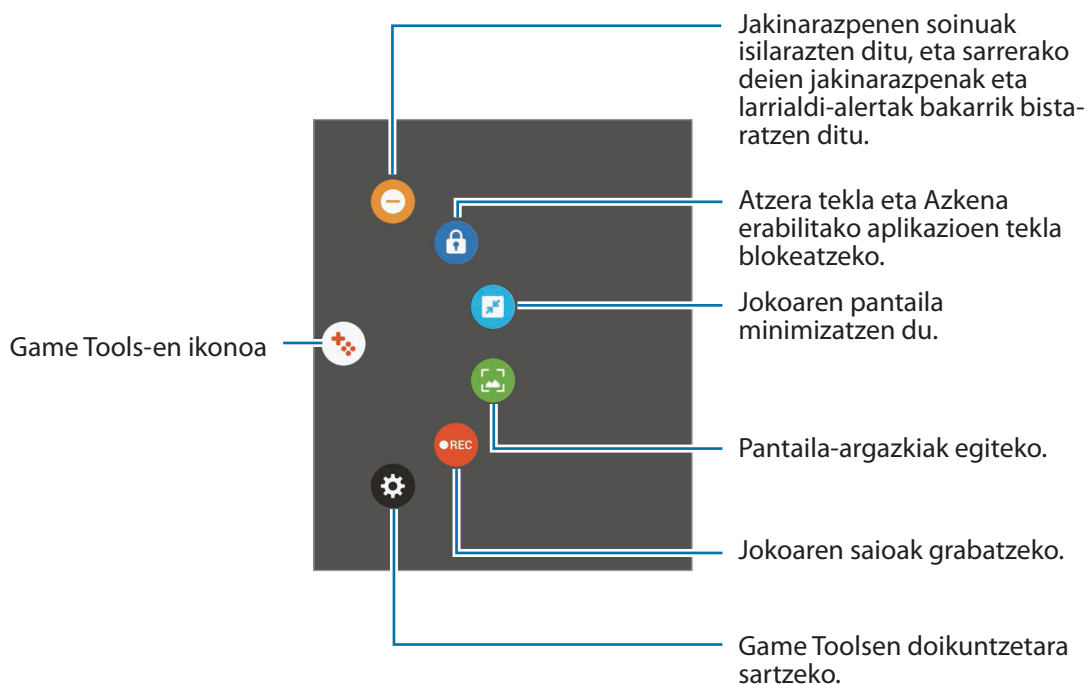 Jakinarazpenen soinuak
isilarazten ditu, eta sarrerako
deien jakinarazpenak eta
larrialdi-alertak bakarrik bista-
ratzen ditu.
Atzera tekla eta Azkena
erabilitako aplikazioen tekla
blokeatzeko.
Jokoaren pantaila
minimizatzen du.
Game Tools-en ikonoa
Pantaila-argazkiak egiteko.
REC
Jokoaren saioak grabatzeko.
Game Toolsen doikuntzetara
sartzeko.